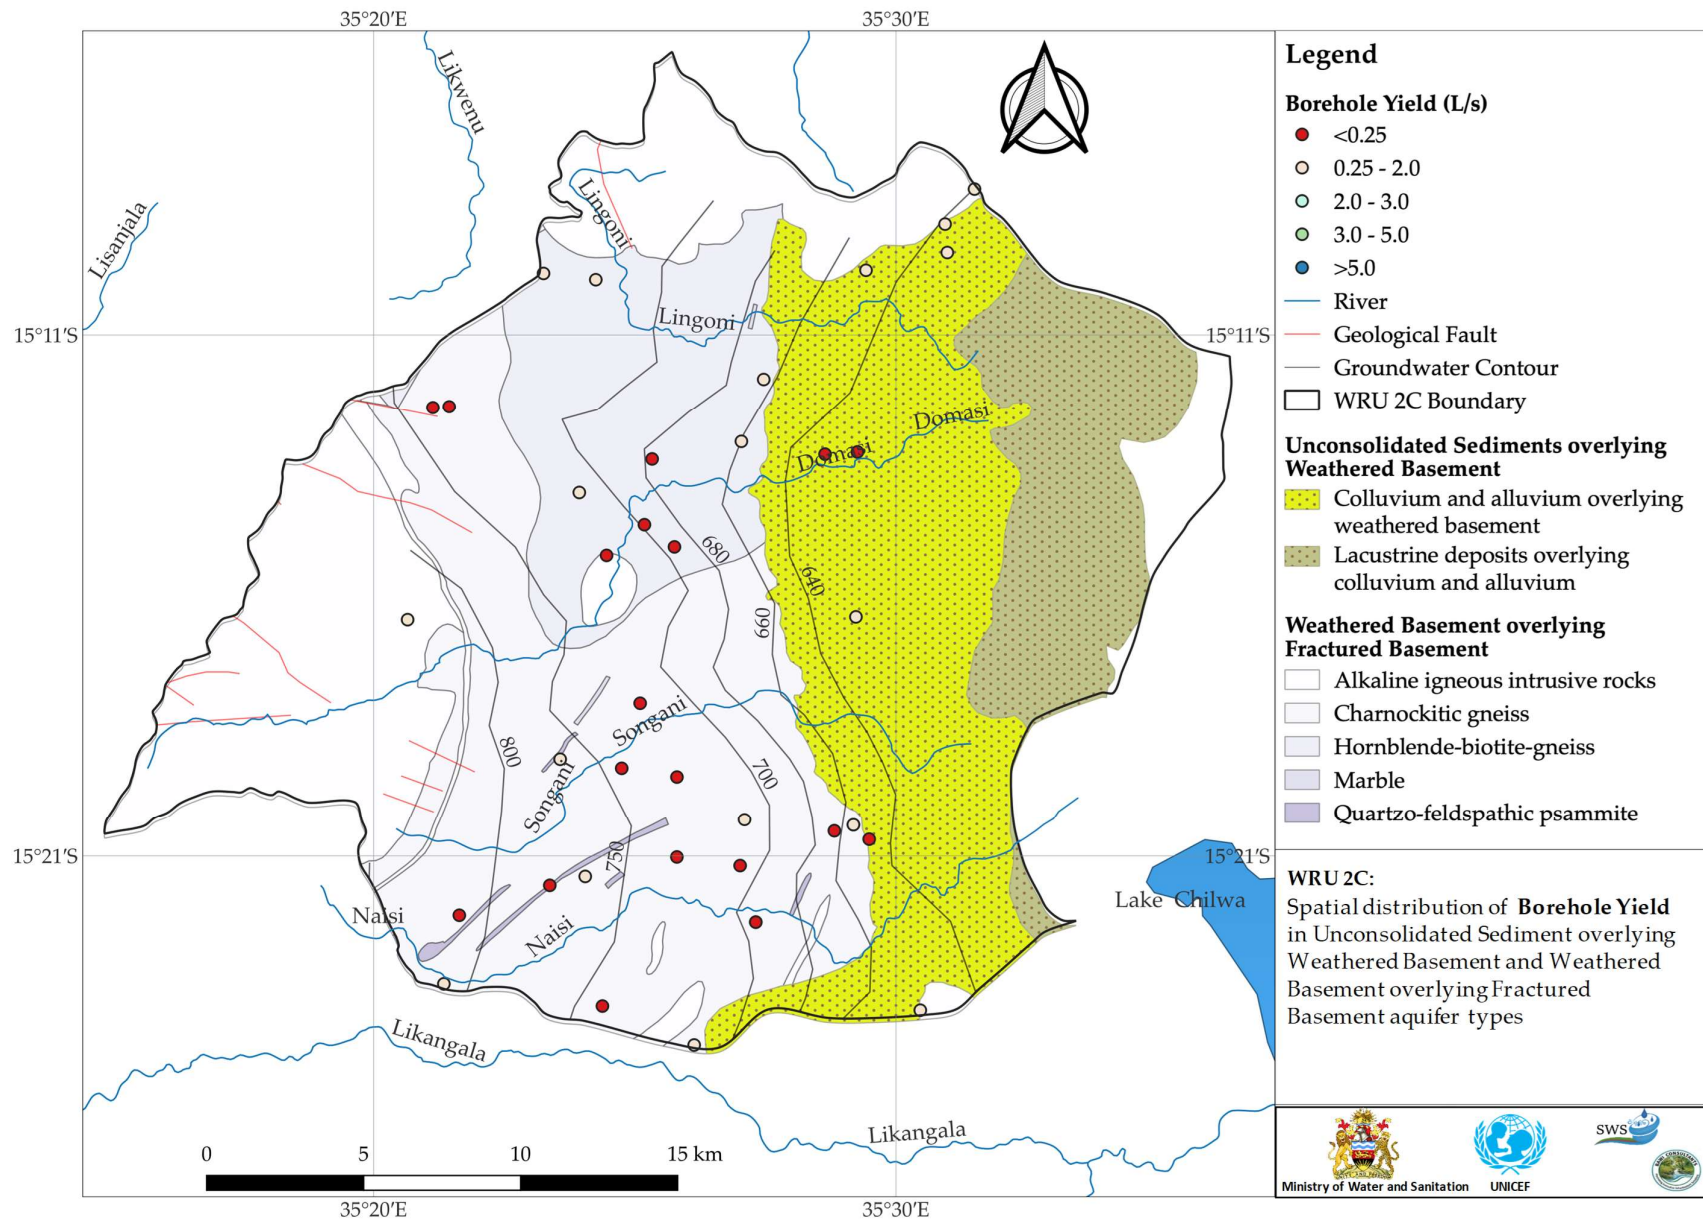 35°20′E
35°30′E
Likwenu
Lisanjala
Lingoni
Lingoni
15°11′S
15°11′S
Domasi
Domasi
680
640
660
Songani
800
700
Songani
750
15°21′S
15°21′S
Naisi
Naisi
Lake Chilwa
Likangala
Likangala
0
5
10
15 km
35°20′E
35°30′E
Legend
Borehole Yield (L/s)
<0.25
0.25 - 2.0
2.0 - 3.0
3.0 - 5.0
>5.0
River
Geological Fault
Groundwater Contour
WRU 2C Boundary
Unconsolidated Sediments overlying
Weathered Basement
Colluvium and alluvium overlying
weathered basement
Lacustrine deposits overlying
colluvium and alluvium
Weathered Basement overlying
Fractured Basement
Alkaline igneous intrusive rocks
Charnockitic gneiss
Hornblende-biotite-gneiss
Marble
Quartzo-feldspathic psammite
WRU 2C:
Spatial distribution of Borehole Yield
in Unconsolidated Sediment overlying
Weathered Basement and Weathered
Basement overlying Fractured
Basement aquifer types
sws
Ministry of Water and Sanitation
UNICEF